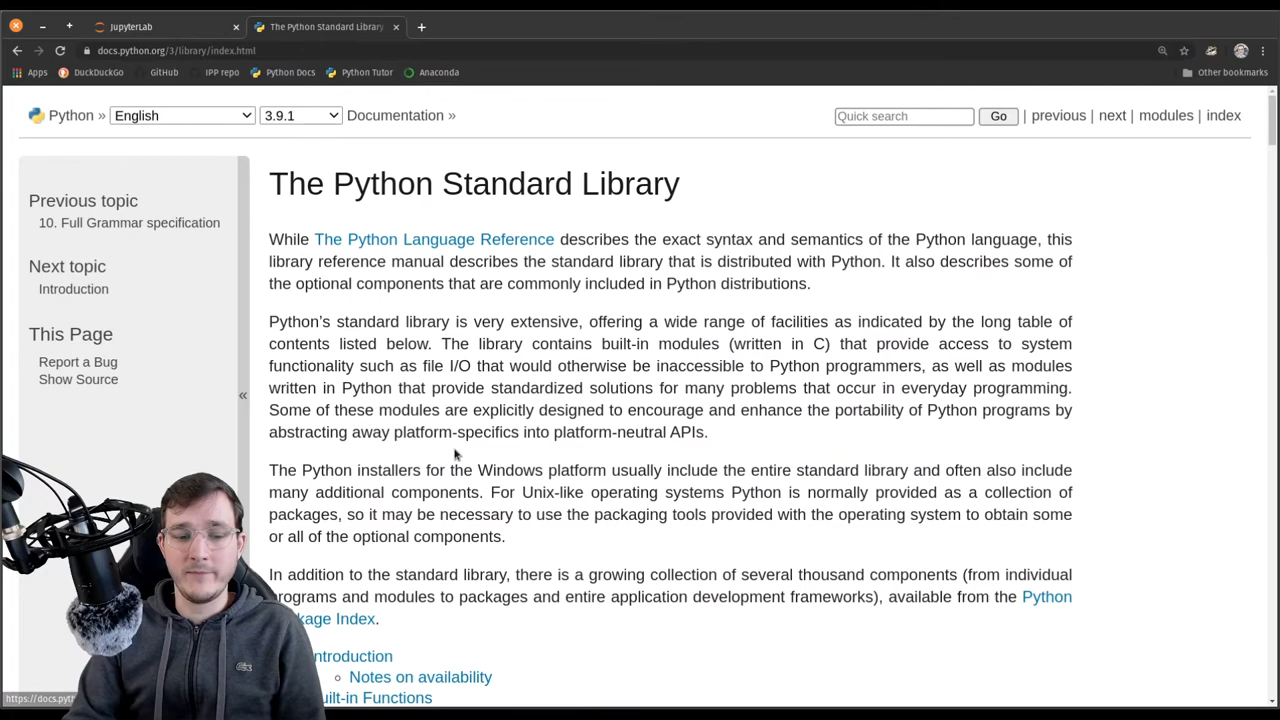 JupyterLab
The Python Standard Library
docs.python.org/3/library/index.html
Apps DuckDuckGo GitHub IPP repo Python Docs Python Tutor Anaconda Other bookmarks
Python » English 3.9.1 Documentation » Quick search Go | previous | next | modules | index
Previous topic
10. Full Grammar specification
Next topic
Introduction
This Page
Report a Bug
Show Source
«
The Python Standard Library
While The Python Language Reference describes the exact syntax and semantics of the Python language, this
library reference manual describes the standard library that is distributed with Python. It also describes some of
the optional components that are commonly included in Python distributions.
Python’s standard library is very extensive, offering a wide range of facilities as indicated by the long table of
contents listed below. The library contains built-in modules (written in C) that provide access to system
functionality such as file I/O that would otherwise be inaccessible to Python programmers, as well as modules
written in Python that provide standardized solutions for many problems that occur in everyday programming.
Some of these modules are explicitly designed to encourage and enhance the portability of Python programs by
abstracting away platform-specifics into platform-neutral APIs.
The Python installers for the Windows platform usually include the entire standard library and often also include
many additional components. For Unix-like operating systems Python is normally provided as a collection of
packages, so it may be necessary to use the packaging tools provided with the operating system to obtain some
or all of the optional components.
In addition to the standard library, there is a growing collection of several thousand components (from individual
programs and modules to packages and entire application development frameworks), available from the Python
kage Index.
ntroduction
Notes on availability
uilt-in Functions
https://docs.pyt